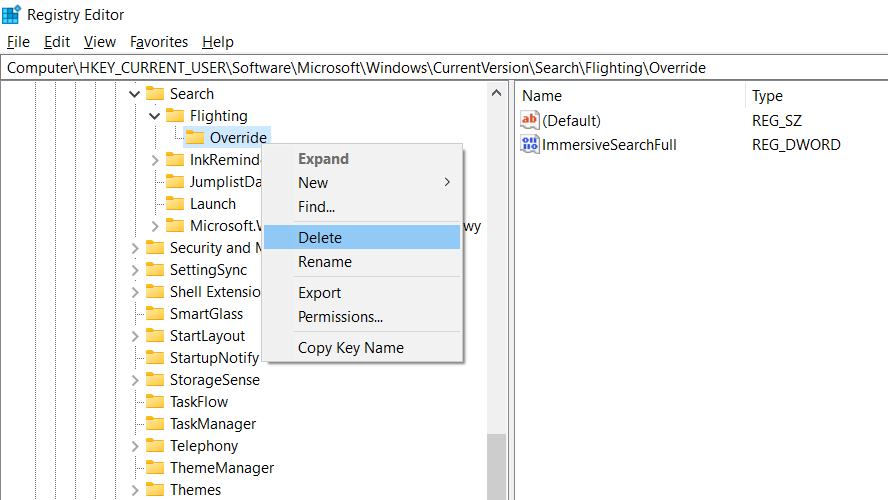 Registry Editor
File Edit View Favorites Help
Computer\HKEY_CURRENT_USER\Software\Microsoft\Windows\CurrentVersion\Search\Flighting\Override
Search
Flighting
Override
InkRemind
JumplistDa
Launch
Microsoft.W
wy
Security and M
SettingSync
Shell Extensio
SmartGlass
StartLayout
StartupNotify
StorageSense
TaskFlow
TaskManager
Telephony
ThemeManager
Themes
Expand
New
Find...
Delete
Rename
Export
Permissions...
Copy Key Name
Name Type
(Default) REG_SZ
ImmersiveSearchFull REG_DWORD